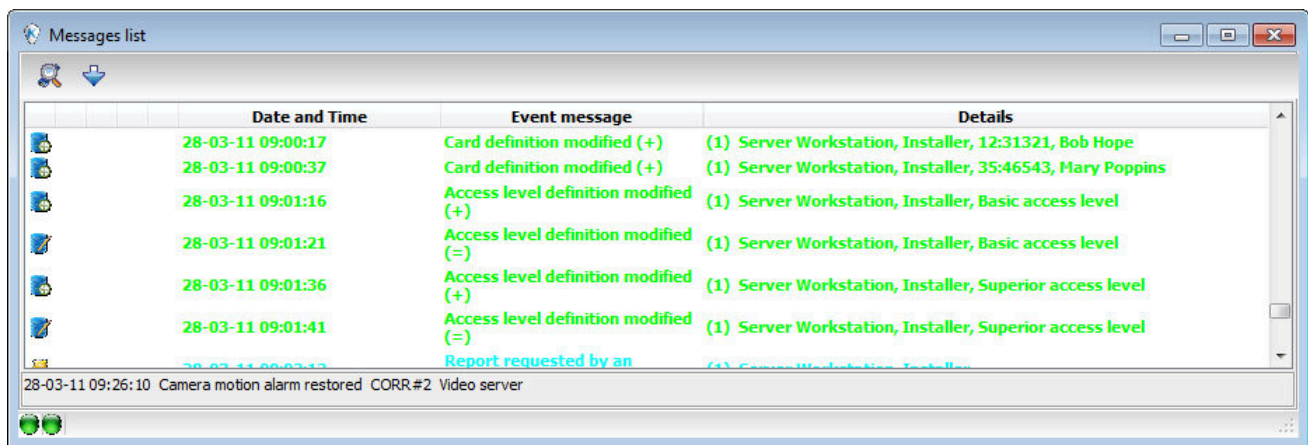 Messages list
Date and Time Event message Details
28-03-11 09:00:17 Card definition modified (+) (1) Server Workstation, Installer, 12:31321, Bob Hope
28-03-11 09:00:37 Card definition modified (+) (1) Server Workstation, Installer, 35:46543, Mary Poppins
28-03-11 09:01:16 Access level definition modified (+) (1) Server Workstation, Installer, Basic access level
28-03-11 09:01:21 Access level definition modified (=) (1) Server Workstation, Installer, Basic access level
28-03-11 09:01:36 Access level definition modified (+) (1) Server Workstation, Installer, Superior access level
28-03-11 09:01:41 Access level definition modified (=) (1) Server Workstation, Installer, Superior access level
Report requested by an
28-03-11 09:26:10 Camera motion alarm restored CORR#2 Video server